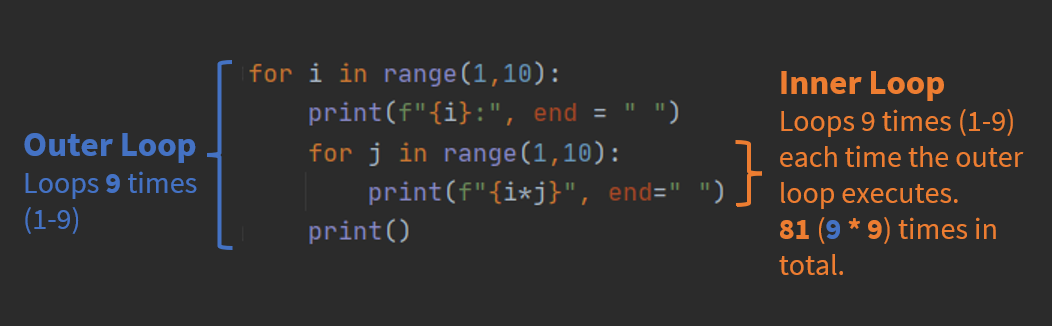 Outer Loop
Loops 9 times
(1-9)
for i in range(1,10):
print(f"{i}:", end = " ")
for j in range(1,10):
print(f"{i*j}", end=" ")
print()
Inner Loop
Loops 9 times (1-9)
each time the outer
loop executes.
81 (9 * 9) times in
total.